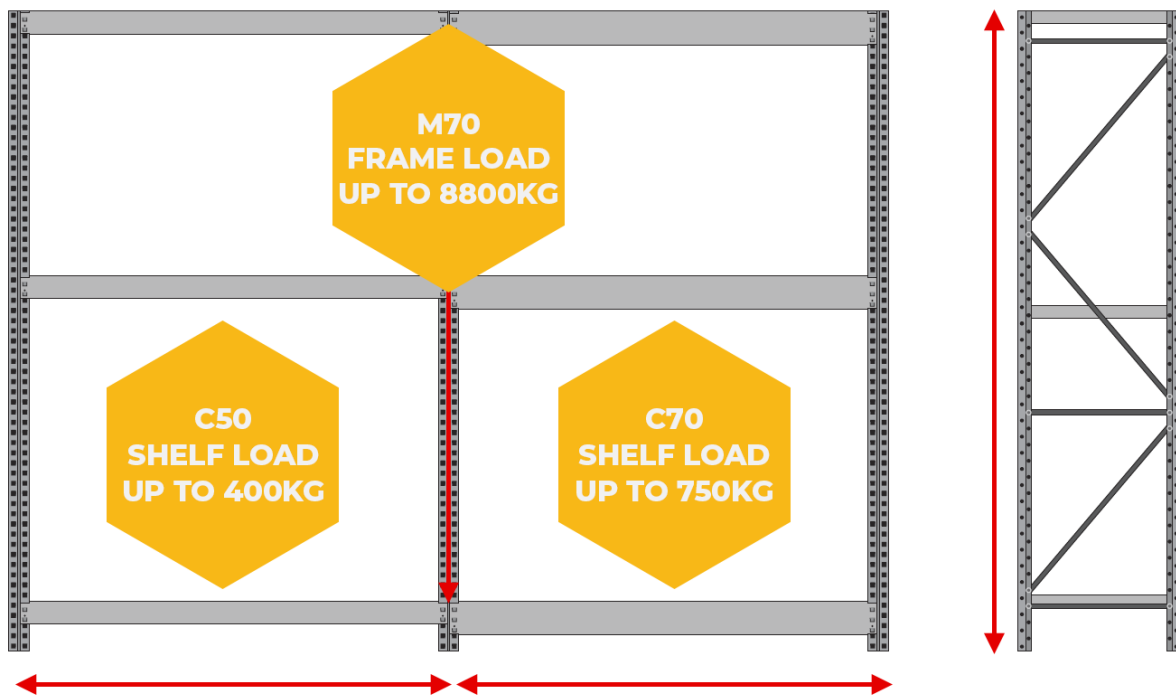 M70
FRAME LOAD
UP TO 8800KG
C50
SHELF LOAD
UP TO 400KG
C70
SHELF LOAD
UP TO 750KG